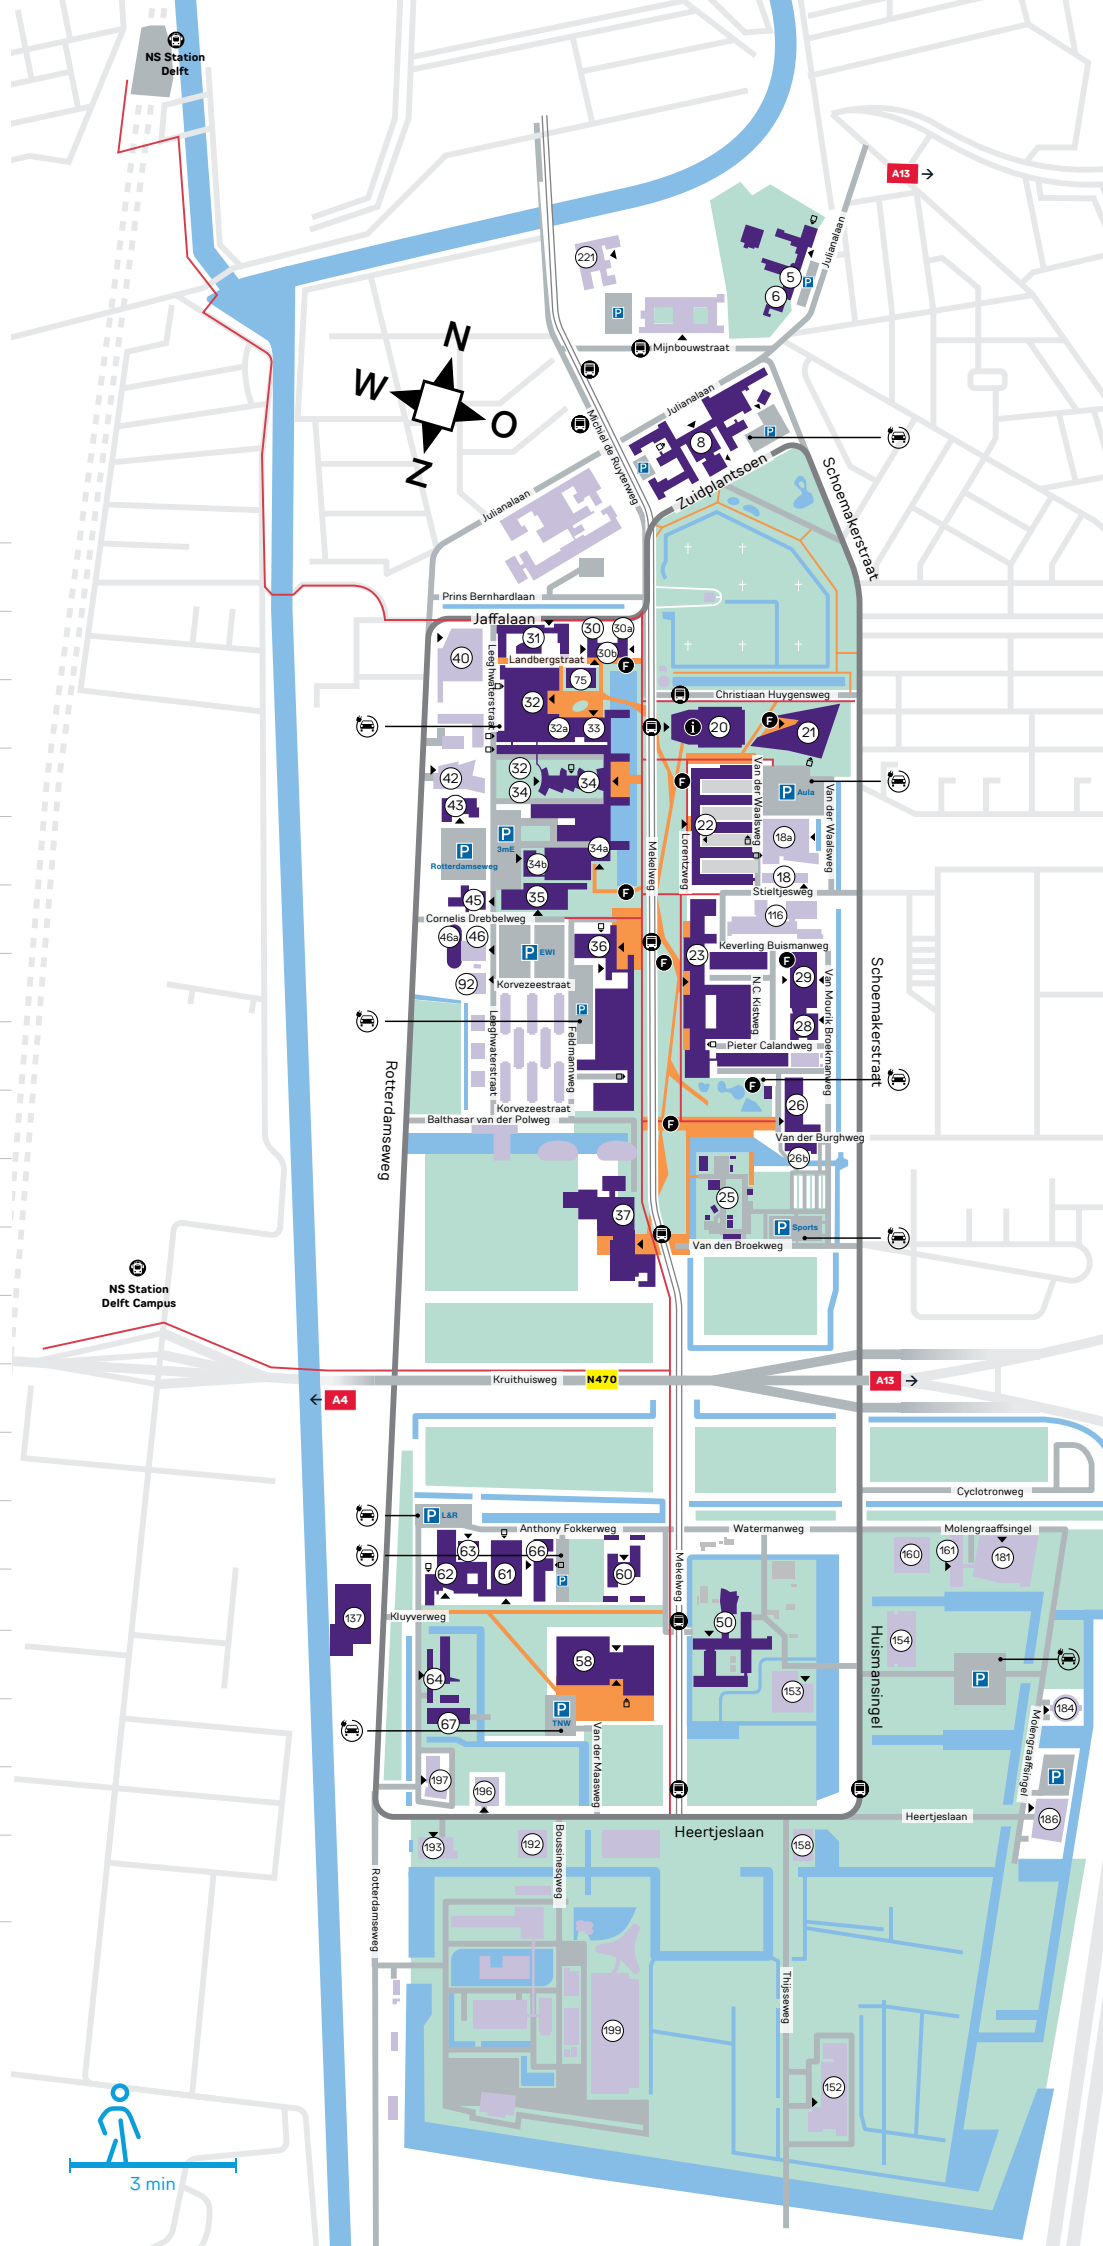 NS Station
Delft
A13
Julianalaan
221
5
P
6
P
Mijnbouwstraat
N
W
O
Z
Julianalaan
Michiel de Ruyterweg
8
P
P
Zuidplantsoen
Schoemakerstraat
Julianalaan
Prins Bernhardlaan
Jaffalaan
30
30a
31
40
Leeghwaterstraat
Landbergstraat
30b
F
75
Christiaan Huygensweg
32
32a
33
i
20
F
21
32
34
34
42
F
43
Van der Waalsweg
P
Aula
Van der Waalsweg
22
18a
P
3mE
P
Rotterdamseweg
34a
34b
Mekelweg
Lorentzweg
18
45
35
F
Stieltjesweg
116
Cornelis Drebbelweg
46a
46
P
EWI
36
Keverling Buismanweg
23
F
F
29
92
Korvezeestraat
P
N.C. Kistweg
Van Mourik Broekmanweg
28
Schoemakerstraat
Leeghwaterstraat
Feldmannweg
Pieter Calandweg
Rotterdamseweg
F
26
Korvezeestraat
Balthasar van der Polweg
F
Van der Burghweg
26b
25
37
P
Sports
Van den Broekweg
NS Station
Delft Campus
Kruithuisweg
N470
A13
A4
Cyclotronweg
P
L&R
Anthony Fokkerweg
Watermanweg
Molengraaffsingel
63
66
62
61
P
60
Mekelweg
160
161
181
137
Kluyverweg
50
154
58
Huismansingel
64
153
P
67
P
TNW
184
Van der Maasweg
Molengraaffsingel
197
196
P
186
Heertjeslaan
Heertjeslaan
193
192
158
Boussinesqweg
Rotterdamseweg
Thijsseweg
199
152
3 min